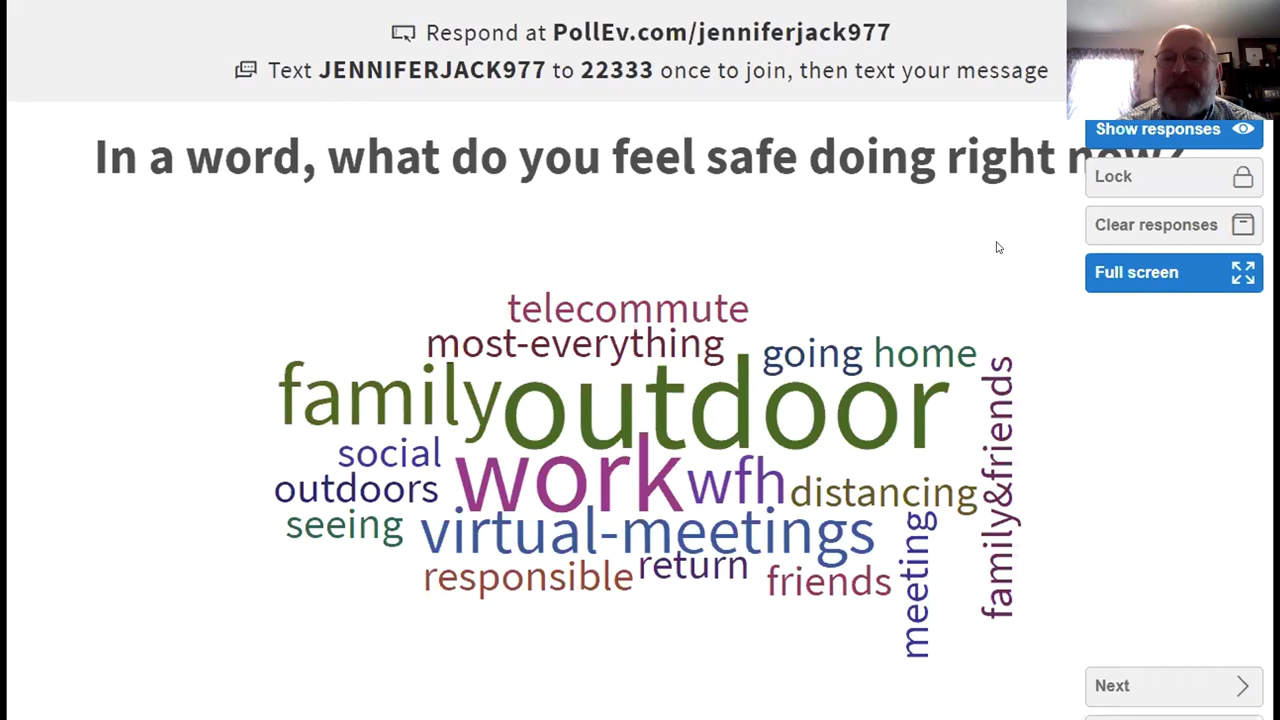 Respond at PollEv.com/jenniferjack977
Text JENNIFERJACK977 to 22333 once to join, then text your message
In a word, what do you feel safe doing right now?
Show responses
Lock
Clear responses
Full screen
telecommute
most-everything
going home
family outdoor
family&friends
social
work wfh distancing
outdoors
seeing virtual-meetings
responsible return friends
meeting
Next